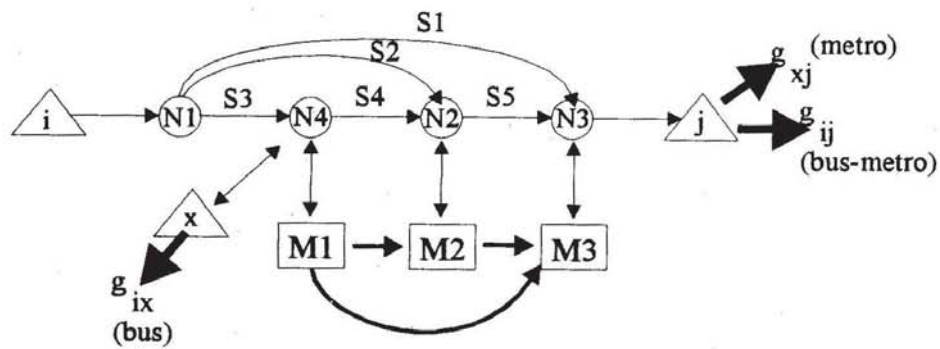 S1
S2
g xj (metro)
i
N1
S3
N4
S4
N2
S5
N3
j
g ij
(bus-metro)
x
M1
M2
M3
g ix
(bus)